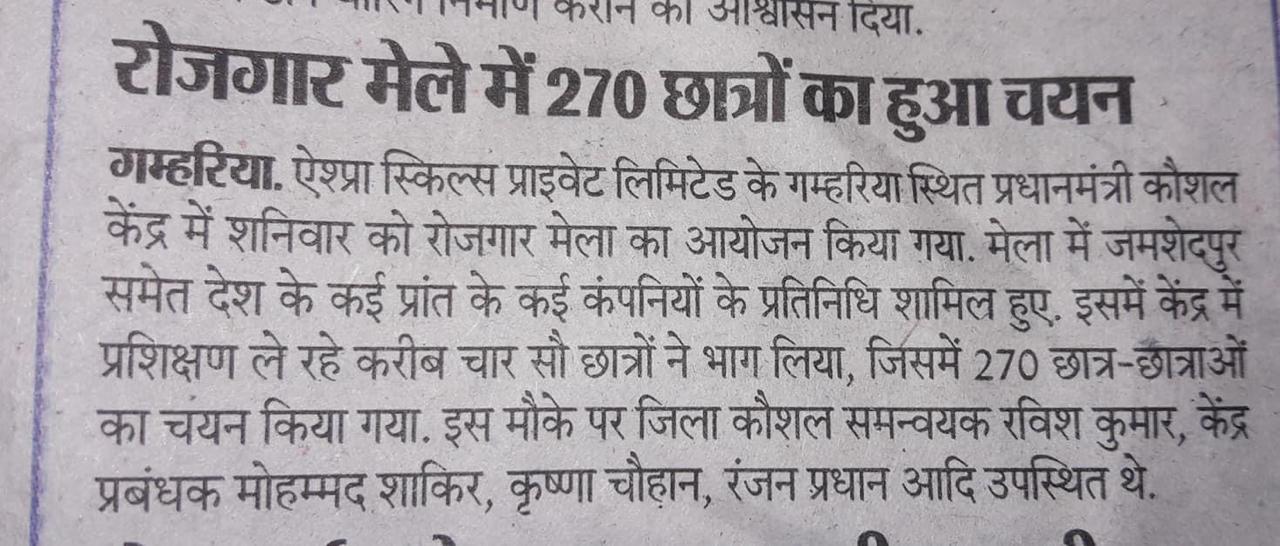 निर्माण कराने का आश्वासन दिया.
रोजगार मेले में 270 छात्रों का हुआ चयन
गम्हरिया. ऐश्प्रा स्किल्स प्राइवेट लिमिटेड के गम्हरिया स्थित प्रधानमंत्री कौशल
केंद्र में शनिवार को रोजगार मेला का आयोजन किया गया. मेला में जमशेदपुर
समेत देश के कई प्रांत के कई कंपनियों के प्रतिनिधि शामिल हुए. इसमें केंद्र में
प्रशिक्षण ले रहे करीब चार सौ छात्रों ने भाग लिया, जिसमें 270 छात्र-छात्राओं
का चयन किया गया. इस मौके पर जिला कौशल समन्वयक रविश कुमार, केंद्र
प्रबंधक मोहम्मद शाकिर, कृष्णा चौहान, रंजन प्रधान आदि उपस्थित थे.